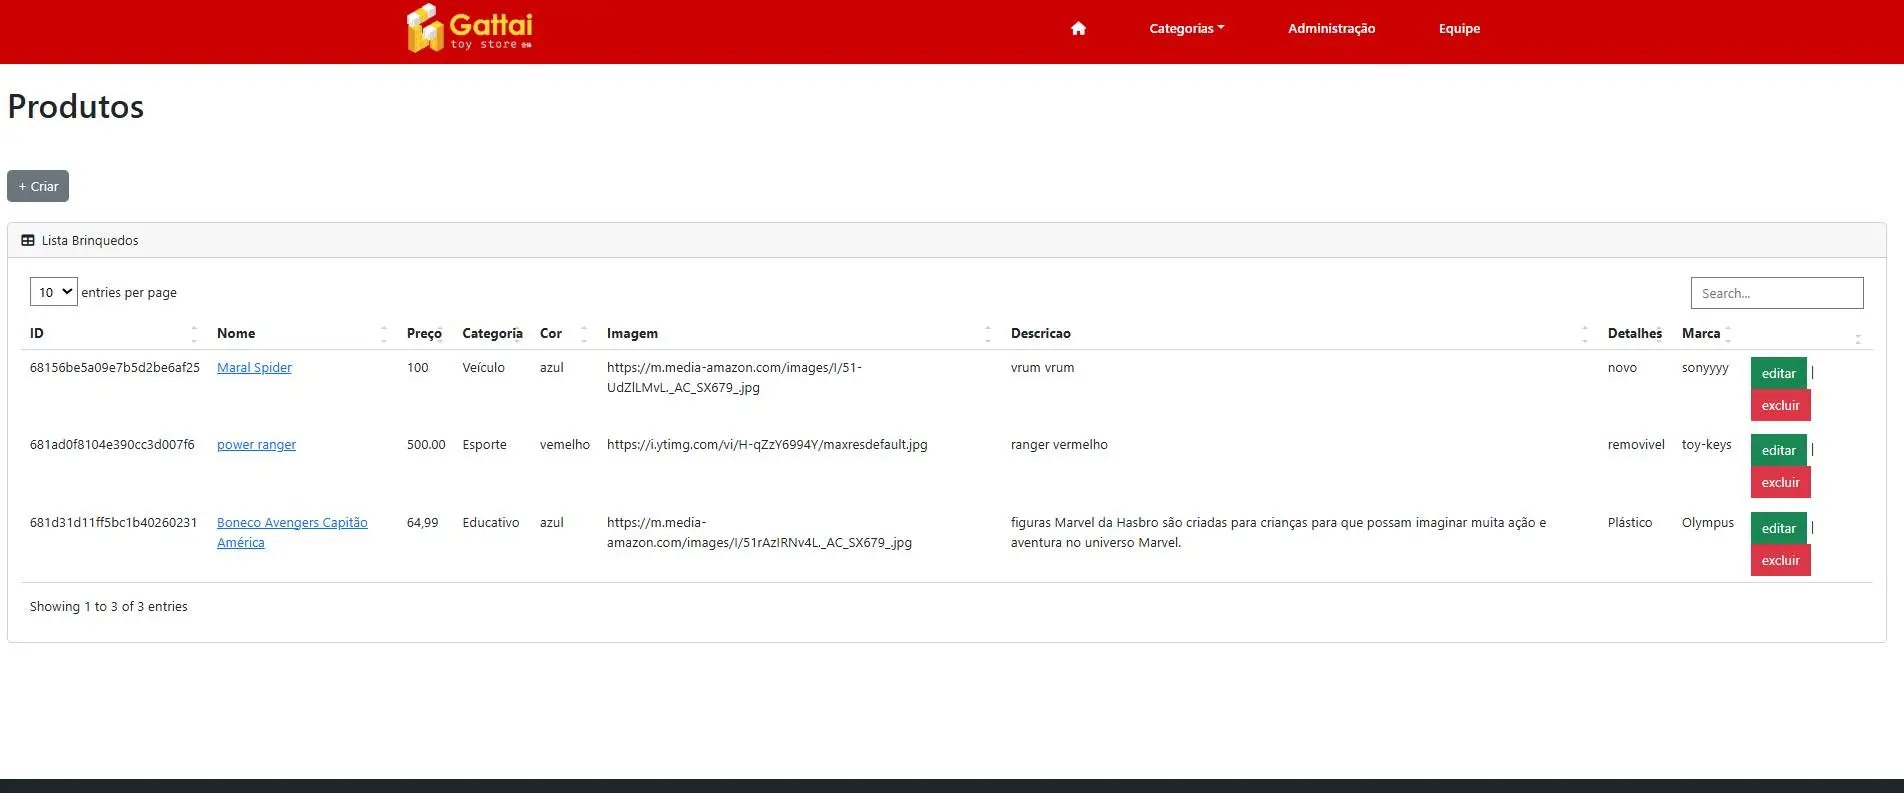 Gattai
toy store
Categorias
Administração
Equipe
Produtos
+ Criar
Lista Brinquedos
10 entries per page
Search...
ID Nome Preço Categoria Cor Imagem Descricao Detalhes Marca
68156be5a09e7b5d2be6af25 Maral Spider 100 Veículo azul https://m.media-amazon.com/images/I/51- vrum vrum novo sonyyyy editar |
UdZlLMvL._AC_SX679_.jpg
excluir
681ad0f8104e390cc3d007f6 power ranger 500.00 Esporte vemelho https://i.ytimg.com/vi/H-qZzY6994Y/maxresdefault.jpg ranger vermelho removivel toy-keys editar |
excluir
681d31d11ff5bc1b40260231 Boneco Avengers Capitão 64,99 Educativo azul https://m.media- figuras Marvel da Hasbro são criadas para crianças para que possam imaginar muita ação e Plástico Olympus editar |
América amazon.com/images/I/51rAzIRNv4L._AC_SX679_.jpg aventura no universo Marvel.
excluir
Showing 1 to 3 of 3 entries